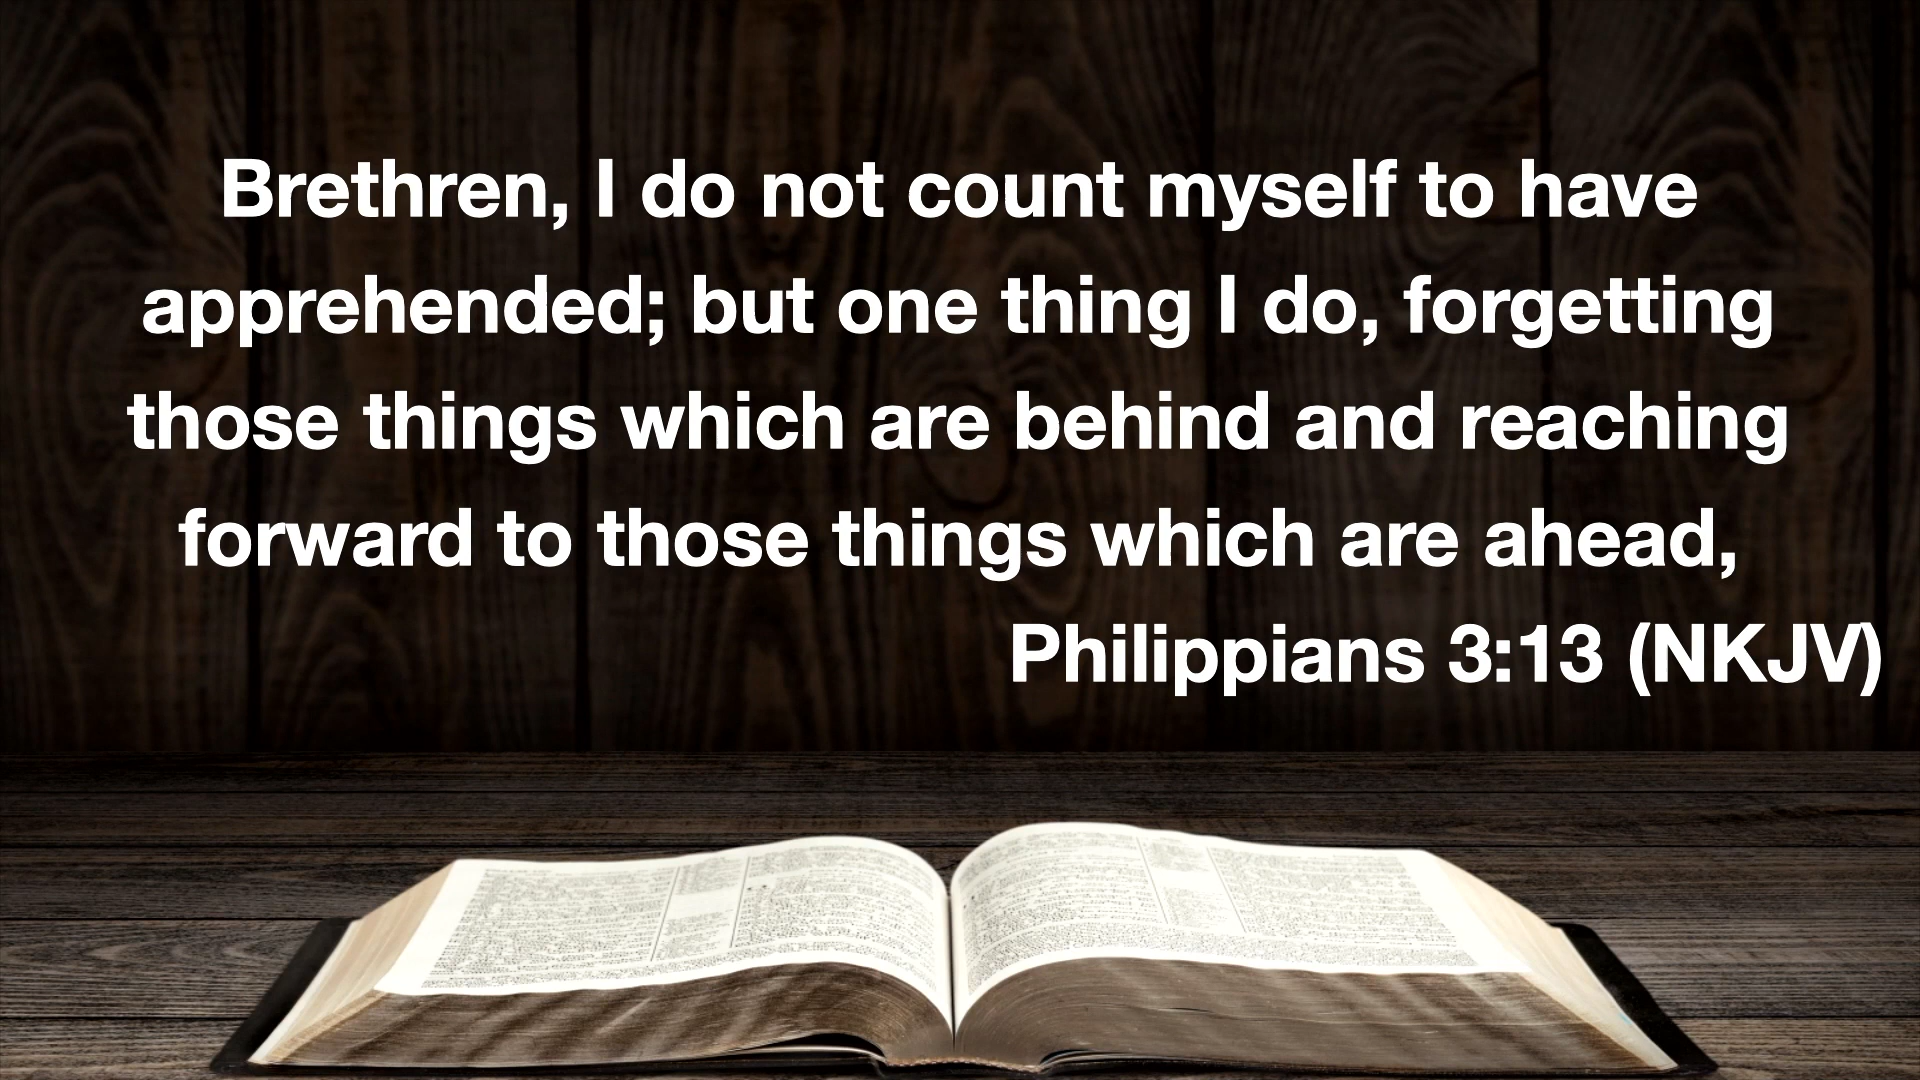 Brethren, I do not count myself to have
apprehended; but one thing I do, forgetting
those things which are behind and reaching
forward to those things which are ahead,
Philippians 3:13 (NKJV)